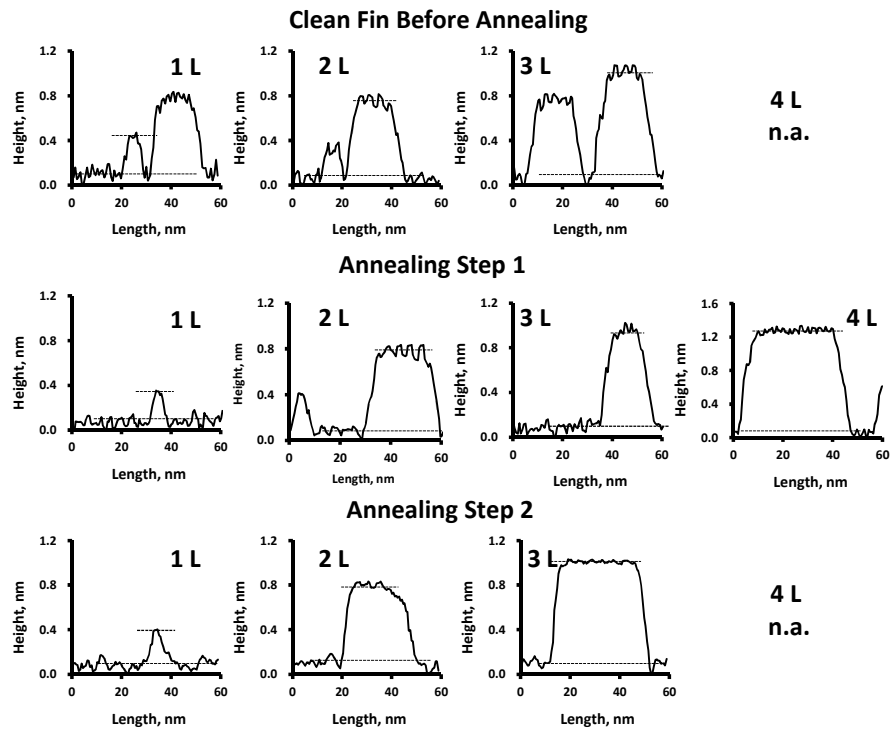 Clean Fin Before Annealing
1.2
0.8
0.4
0.0
Height, nm
0 20 40 60
Length, nm
1 L
1.2
0.8
0.4
0.0
Height, nm
0 20 40 60
Length, nm
2 L
1.2
0.8
0.4
0.0
Height, nm
0 20 40 60
Length, nm
3 L
4 L
n.a.
Annealing Step 1
1.2
0.8
0.4
0.0
Height, nm
0 20 40 60
Length, nm
1 L
1.2
0.8
0.4
0.0
Height, nm
0 20 40 60
Length, nm
2 L
1.2
0.8
0.4
0.0
Height, nm
0 20 40 60
Length, nm
3 L
1.6
1.2
0.8
0.4
0.0
Height, nm
0 20 40 60
Length, nm
4 L
Annealing Step 2
1.2
0.8
0.4
0.0
Height, nm
0 20 40 60
Length, nm
1 L
1.2
0.8
0.4
0.0
Height, nm
0 20 40 60
Length, nm
2 L
1.2
0.8
0.4
0.0
Height, nm
0 20 40 60
Length, nm
3 L
4 L
n.a.